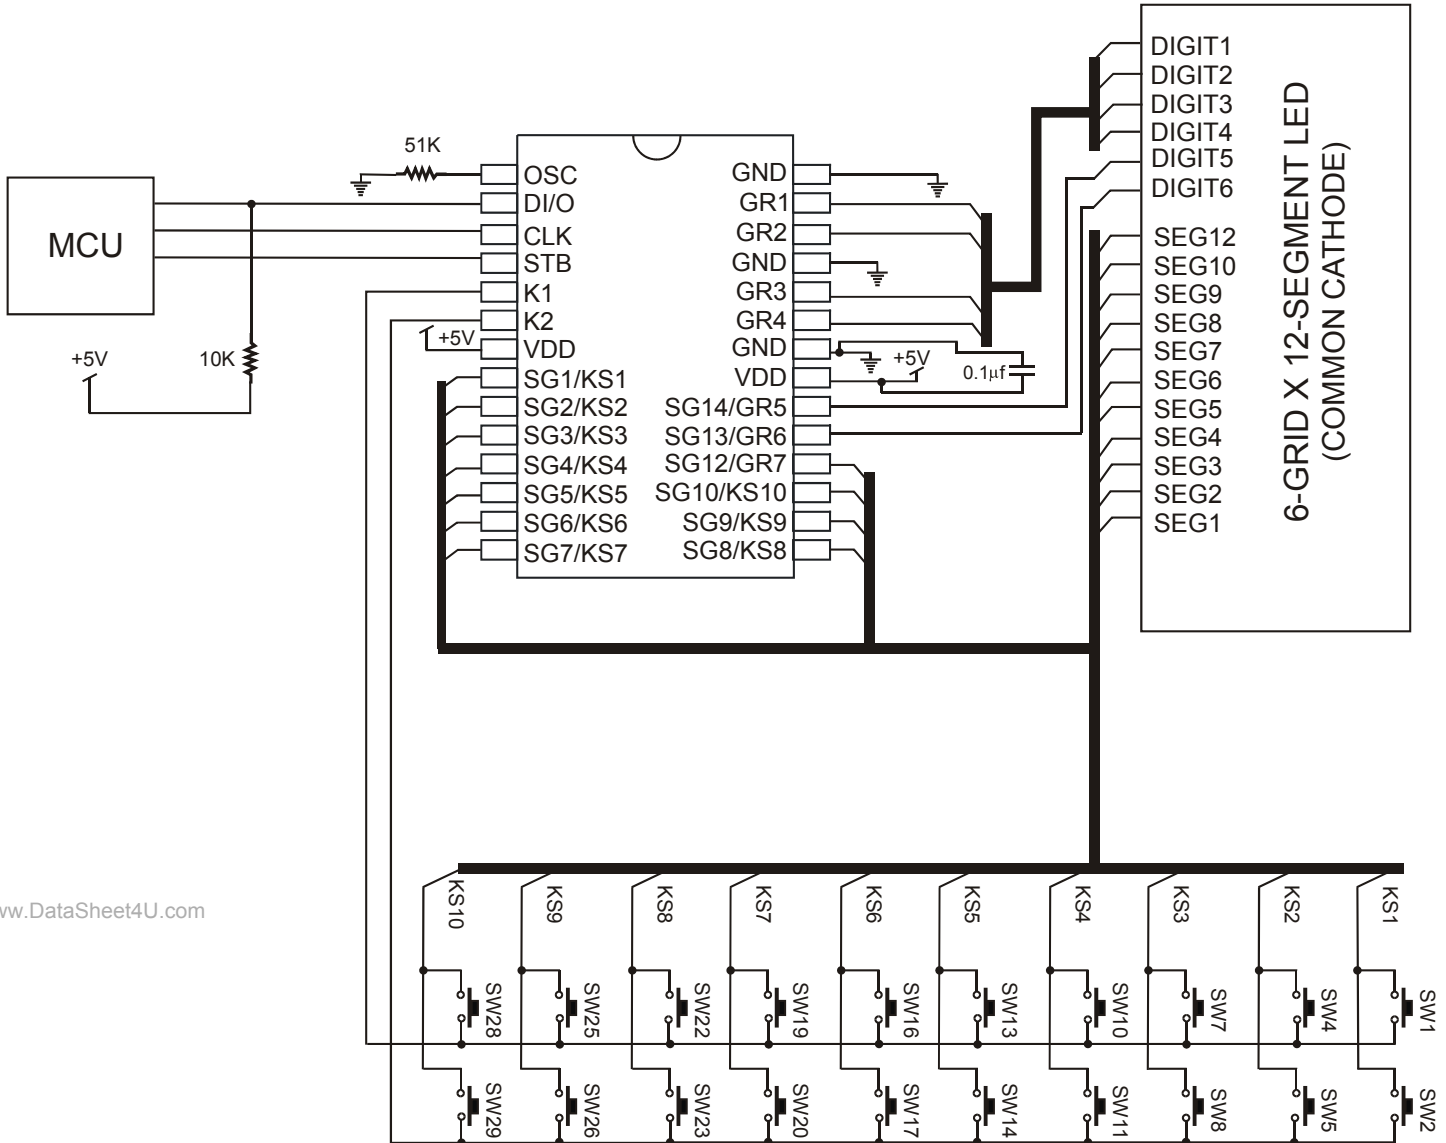 MCU
+5V
10K
51K
OSC
DI/O
CLK
STB
K1
K2
+5V
VDD
SG1/KS1
SG2/KS2
SG3/KS3
SG4/KS4
SG5/KS5
SG6/KS6
SG7/KS7
GND
GR1
GR2
GND
GR3
GR4
GND
VDD
SG14/GR5
SG13/GR6
SG12/GR7
SG10/KS10
SG9/KS9
SG8/KS8
+5V
0.1µf
DIGIT1
DIGIT2
DIGIT3
DIGIT4
DIGIT5
DIGIT6
SEG12
SEG10
SEG9
SEG8
SEG7
SEG6
SEG5
SEG4
SEG3
SEG2
SEG1
6-GRID X 12-SEGMENT LED
(COMMON CATHODE)
ww.DataSheet4U.com
KS10
KS9
KS8
KS7
KS6
KS5
KS4
KS3
KS2
KS1
SW28
SW25
SW22
SW19
SW16
SW13
SW10
SW7
SW4
SW1
SW29
SW26
SW23
SW20
SW17
SW14
SW11
SW8
SW5
SW2